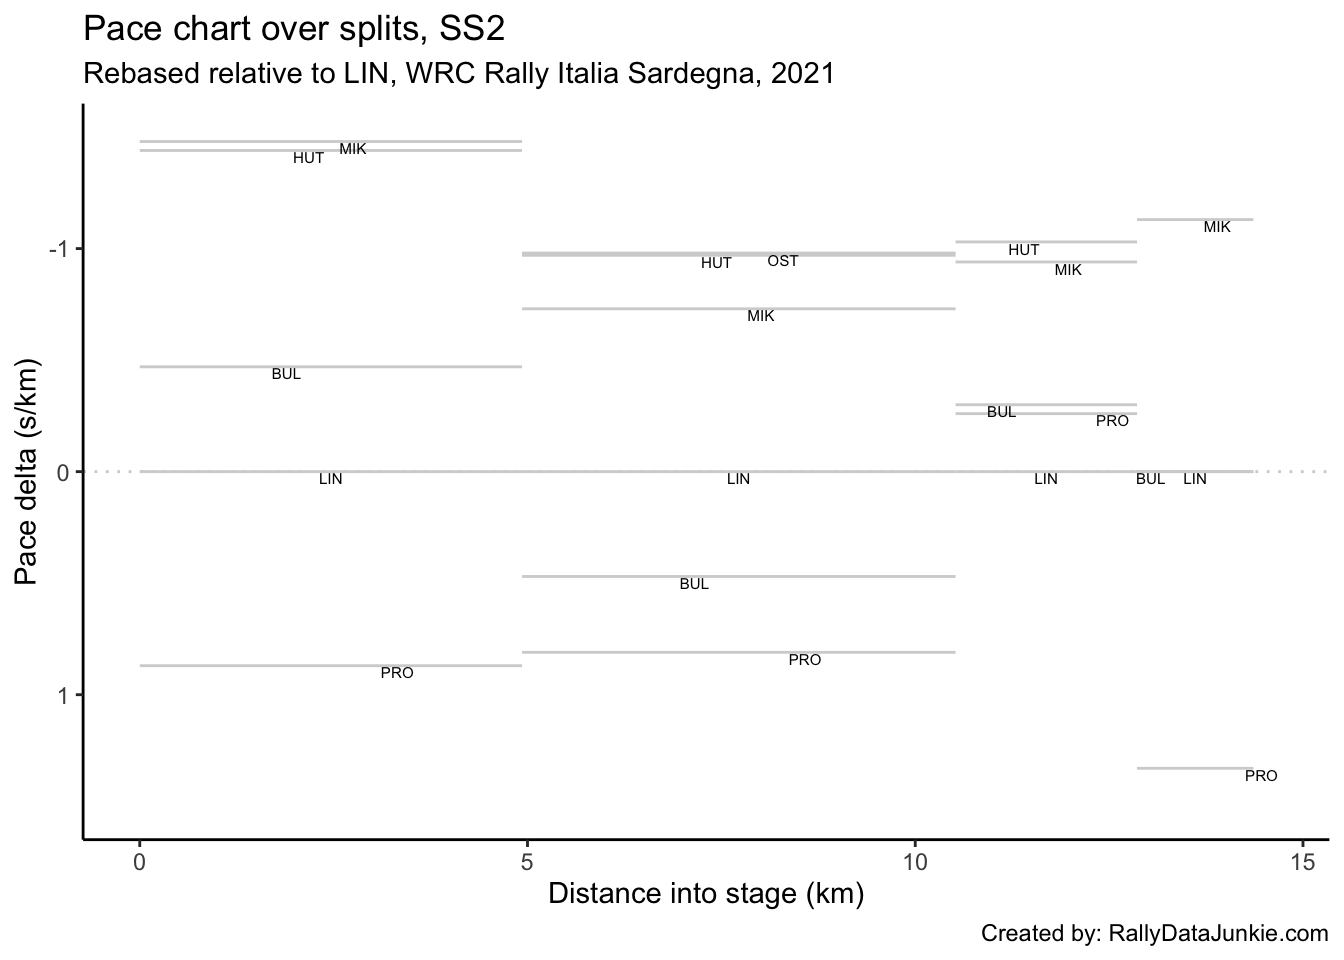 Pace chart over splits, SS2
Rebased relative to LIN, WRC Rally Italia Sardegna, 2021
MIK
HUT
MIK
-1
HUT
HUT
OST
MIK
MIK
BUL
BUL
PRO
Pace delta (s/km)
0
LIN
LIN
LIN
BUL
LIN
BUL
PRO
PRO
1
PRO
0
5
10
15
Distance into stage (km)
Created by: RallyDataJunkie.com